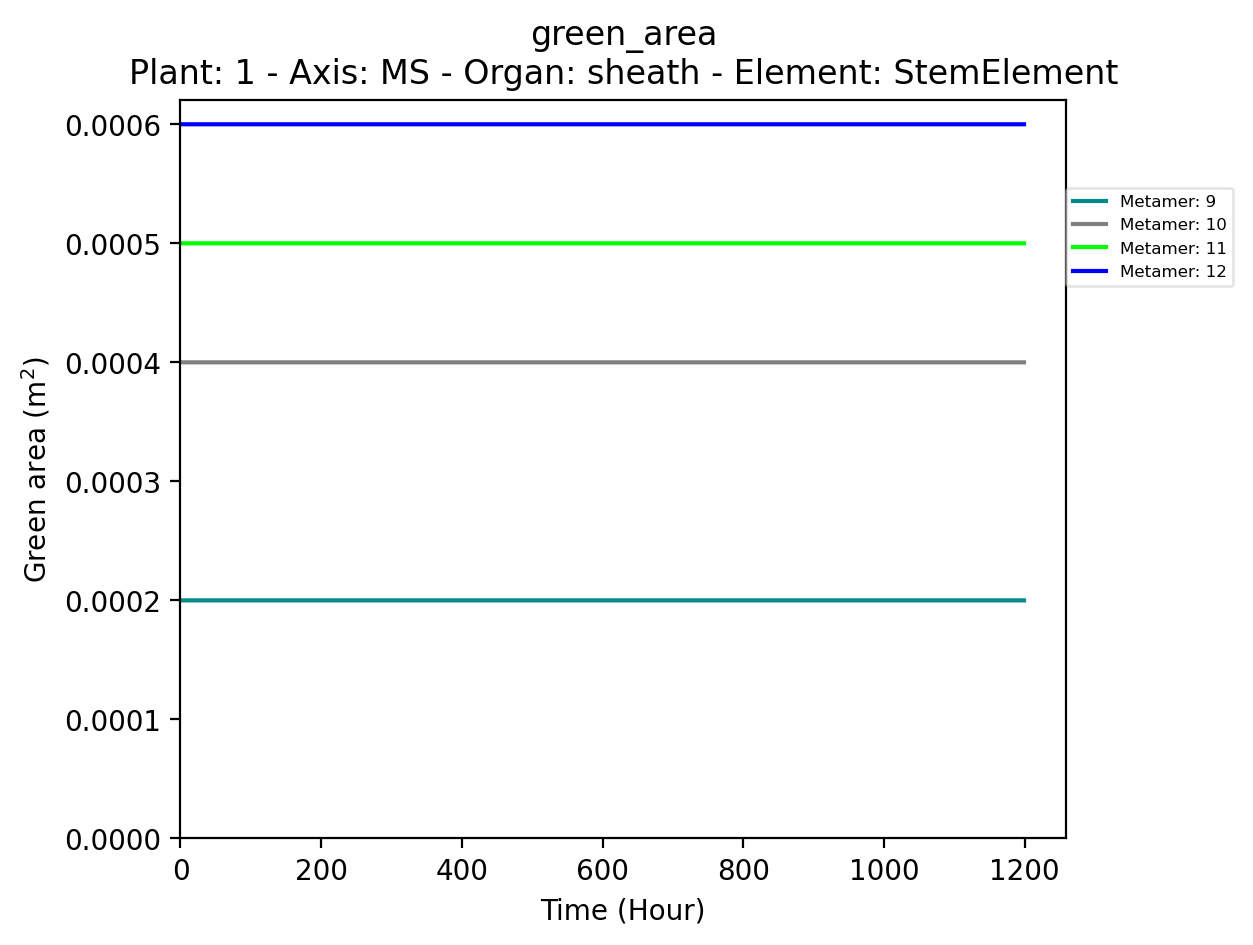 green_area
Plant: 1 - Axis: MS - Organ: sheath - Element: StemElement
0.0006
0.0005
0.0004
0.0003
0.0002
0.0001
0.0000
Green area (m²)
0 200 400 600 800 1000 1200
Time (Hour)
Metamer: 9
Metamer: 10
Metamer: 11
Metamer: 12